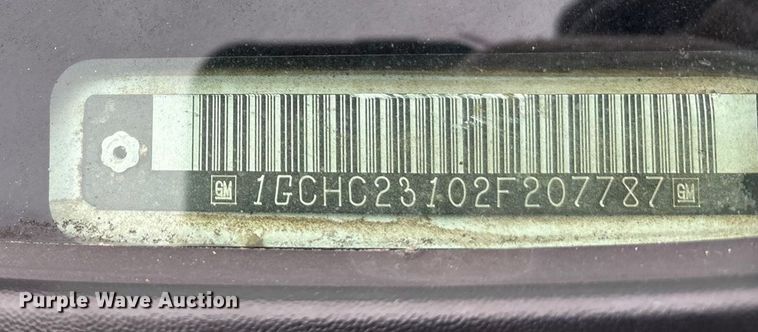 GM 1GCHC23102F207787 GM
Purple Wave Auction